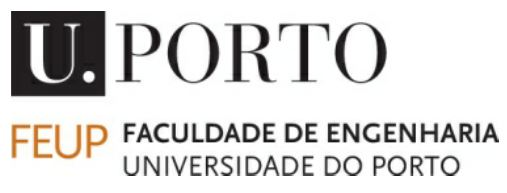 U. PORTO
FEUP FACULDADE DE ENGENHARIA
UNIVERSIDADE DO PORTO